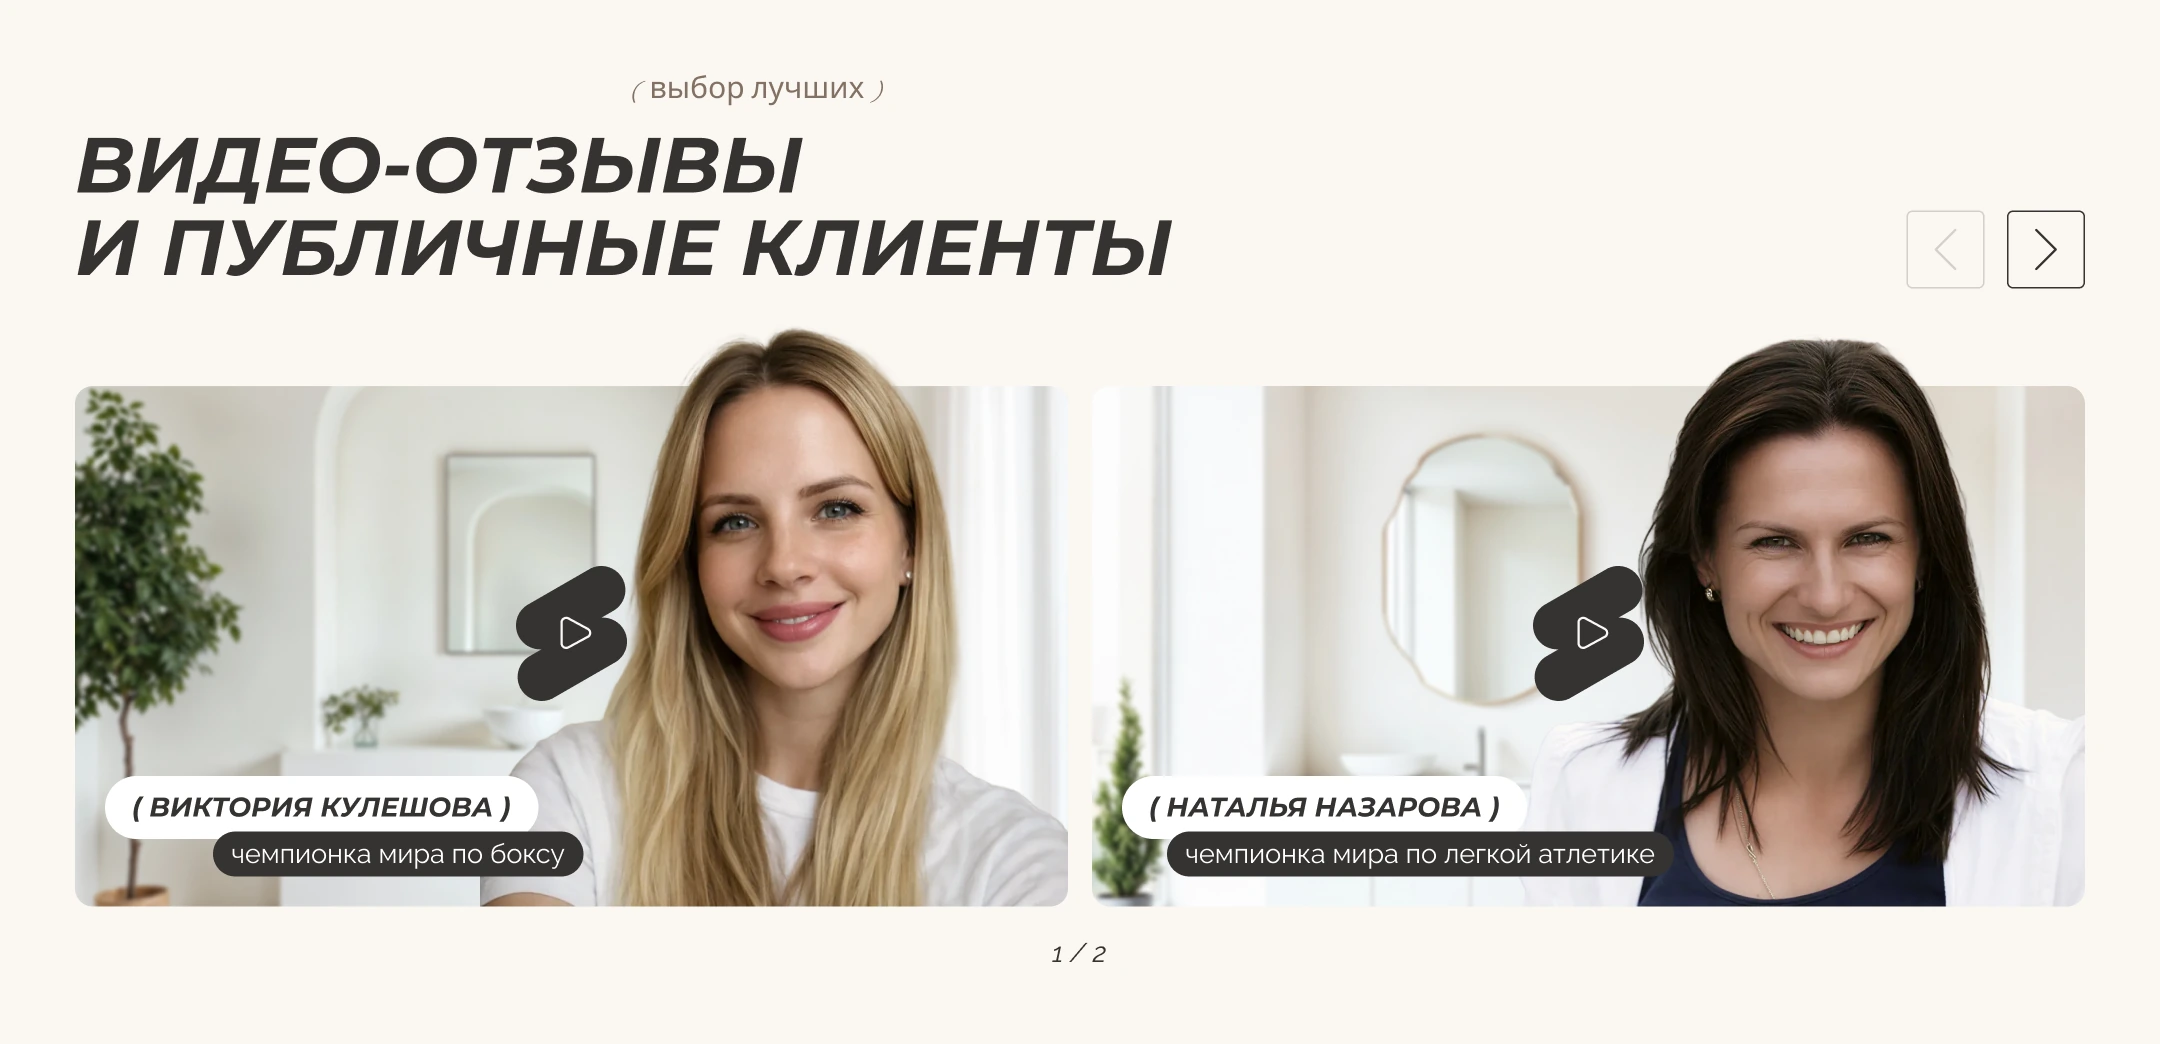 ( выбор лучших )
ВИДЕО-ОТЗЫВЫ
И ПУБЛИЧНЫЕ КЛИЕНТЫ
( ВИКТОРИЯ КУЛЕШОВА )
чемпионка мира по боксу
( НАТАЛЬЯ НАЗАРОВА )
чемпионка мира по легкой атлетике
1 / 2